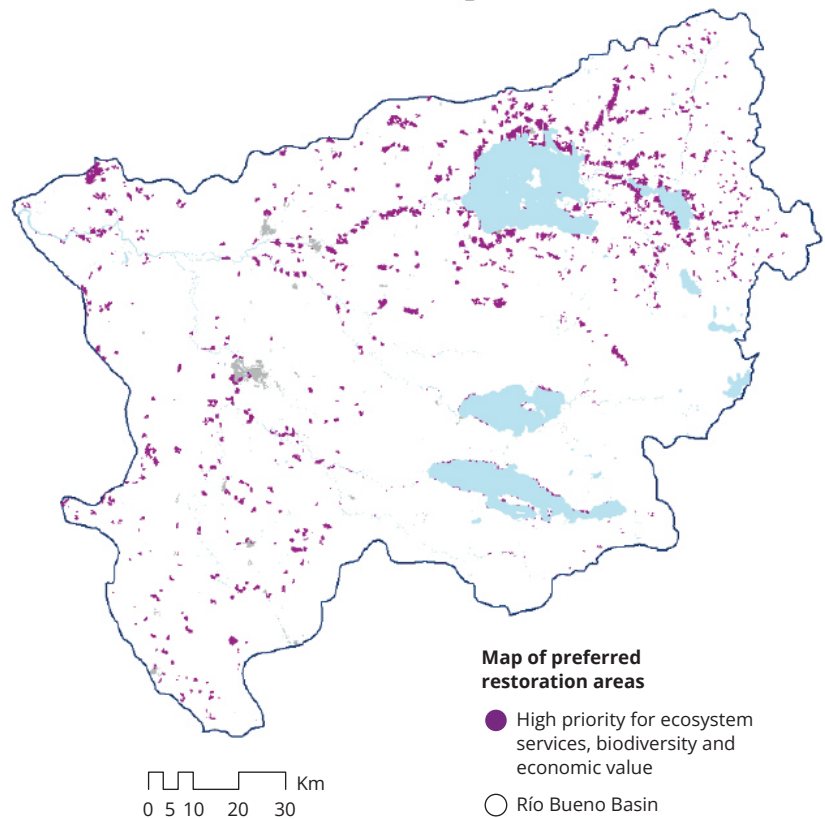 Map of preferred
restoration areas
High priority for ecosystem
services, biodiversity and
economic value
Río Bueno Basin
Km
0 5 10 20 30